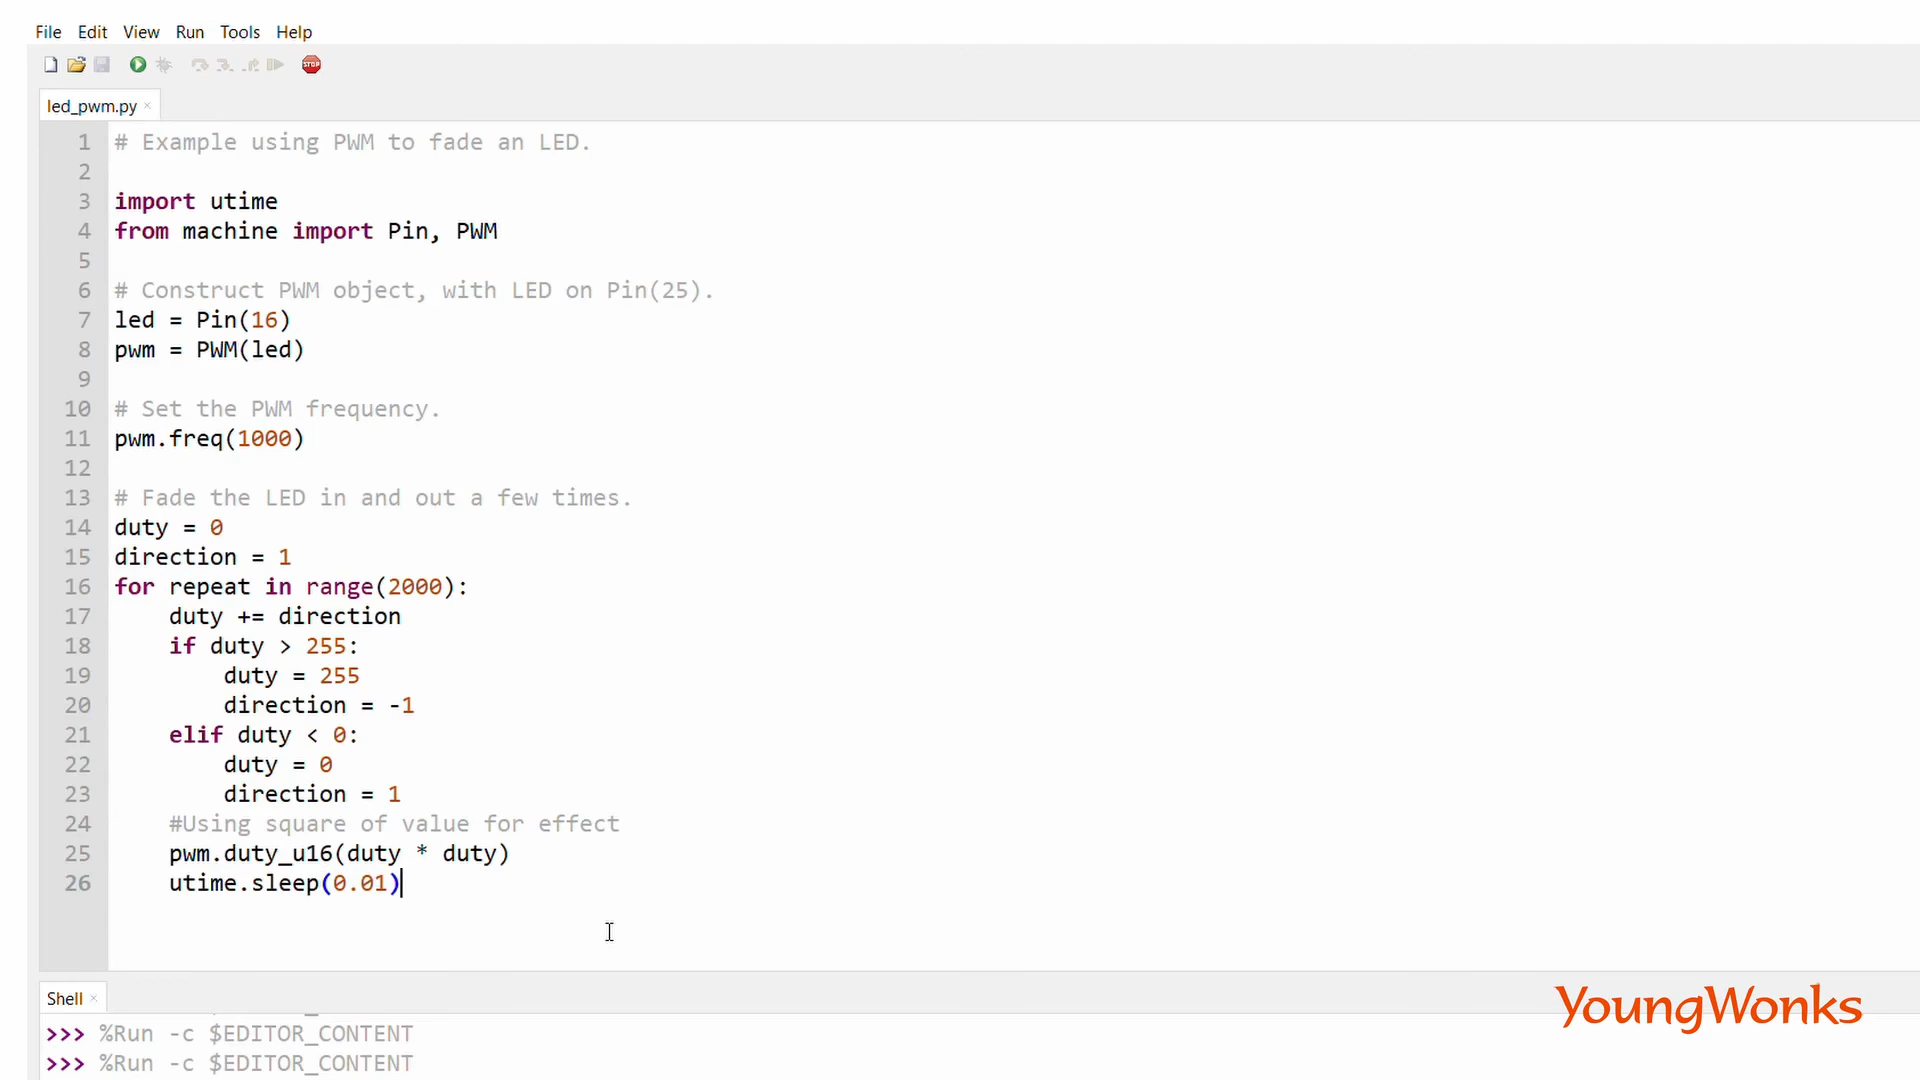 File Edit View Run Tools Help
STOP
led_pwm.py ×
1 # Example using PWM to fade an LED.
2
3 import utime
4 from machine import Pin, PWM
5
6 # Construct PWM object, with LED on Pin(25).
7 led = Pin(16)
8 pwm = PWM(led)
9
10 # Set the PWM frequency.
11 pwm.freq(1000)
12
13 # Fade the LED in and out a few times.
14 duty = 0
15 direction = 1
16 for repeat in range(2000):
17     duty += direction
18     if duty > 255:
19         duty = 255
20         direction = -1
21     elif duty < 0:
22         duty = 0
23         direction = 1
24     #Using square of value for effect
25     pwm.duty_u16(duty * duty)
26     utime.sleep(0.01)
Shell ×
>>> %Run -c $EDITOR_CONTENT
>>> %Run -c $EDITOR_CONTENT
YoungWonks